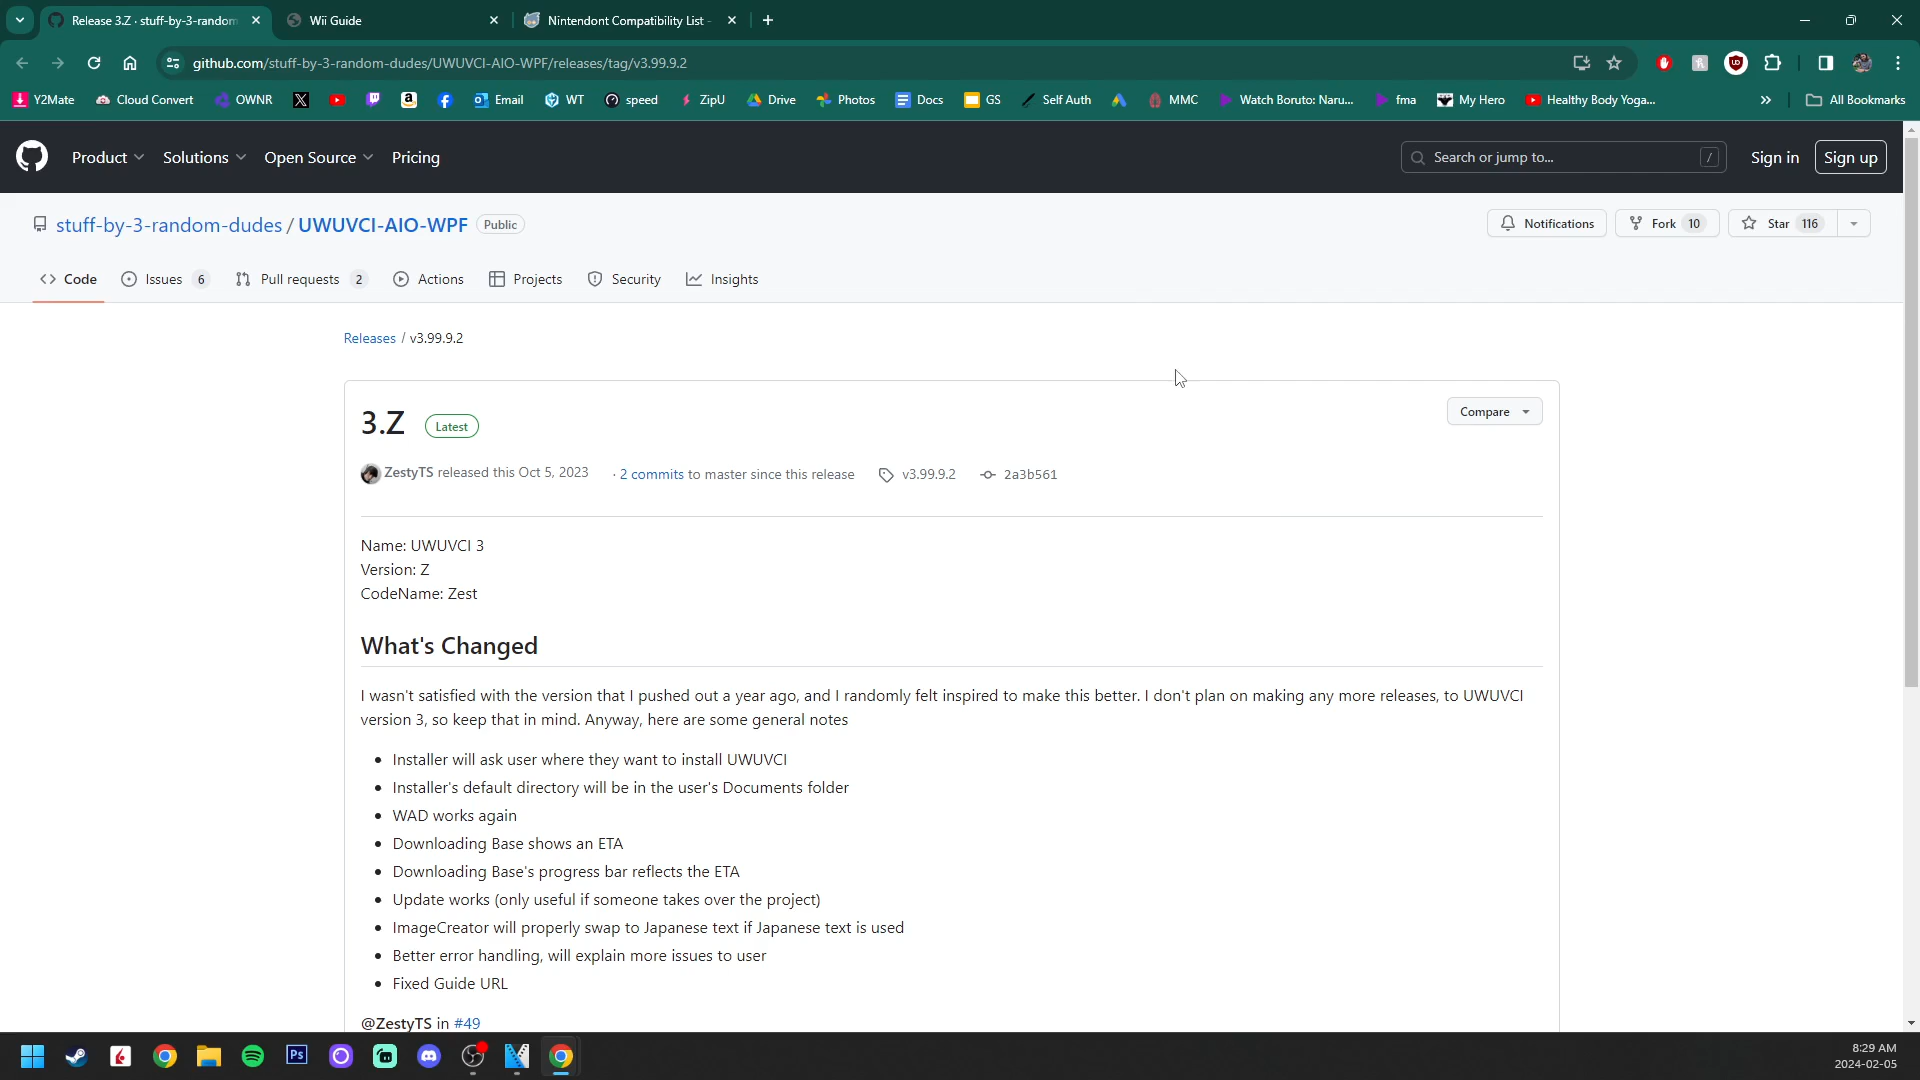 Release 3.Z · stuff-by-3-random
Wii Guide
Nintendont Compatibility List -
github.com/stuff-by-3-random-dudes/UWUVCI-AIO-WPF/releases/tag/v3.99.9.2
Y2Mate
Cloud Convert
OWNR
Email
WT
speed
ZipU
Drive
Photos
Docs
GS
Self Auth
MMC
Watch Boruto: Naru...
fma
My Hero
Healthy Body Yoga...
All Bookmarks
Product
Solutions
Open Source
Pricing
Search or jump to...
/
Sign in
Sign up
stuff-by-3-random-dudes / UWUVCI-AIO-WPF
Public
Notifications
Fork 10
Star 116
Code
Issues 6
Pull requests 2
Actions
Projects
Security
Insights
Releases / v3.99.9.2
3.Z
Latest
Compare
ZestyTS released this Oct 5, 2023
· 2 commits to master since this release
v3.99.9.2
2a3b561
Name: UWUVCI 3
Version: Z
CodeName: Zest
What's Changed
I wasn't satisfied with the version that I pushed out a year ago, and I randomly felt inspired to make this better. I don't plan on making any more releases, to UWUVCI
version 3, so keep that in mind. Anyway, here are some general notes
• Installer will ask user where they want to install UWUVCI
• Installer's default directory will be in the user's Documents folder
• WAD works again
• Downloading Base shows an ETA
• Downloading Base's progress bar reflects the ETA
• Update works (only useful if someone takes over the project)
• ImageCreator will properly swap to Japanese text if Japanese text is used
• Better error handling, will explain more issues to user
• Fixed Guide URL
@ZestyTS in #49
Ps
8:29 AM
2024-02-05